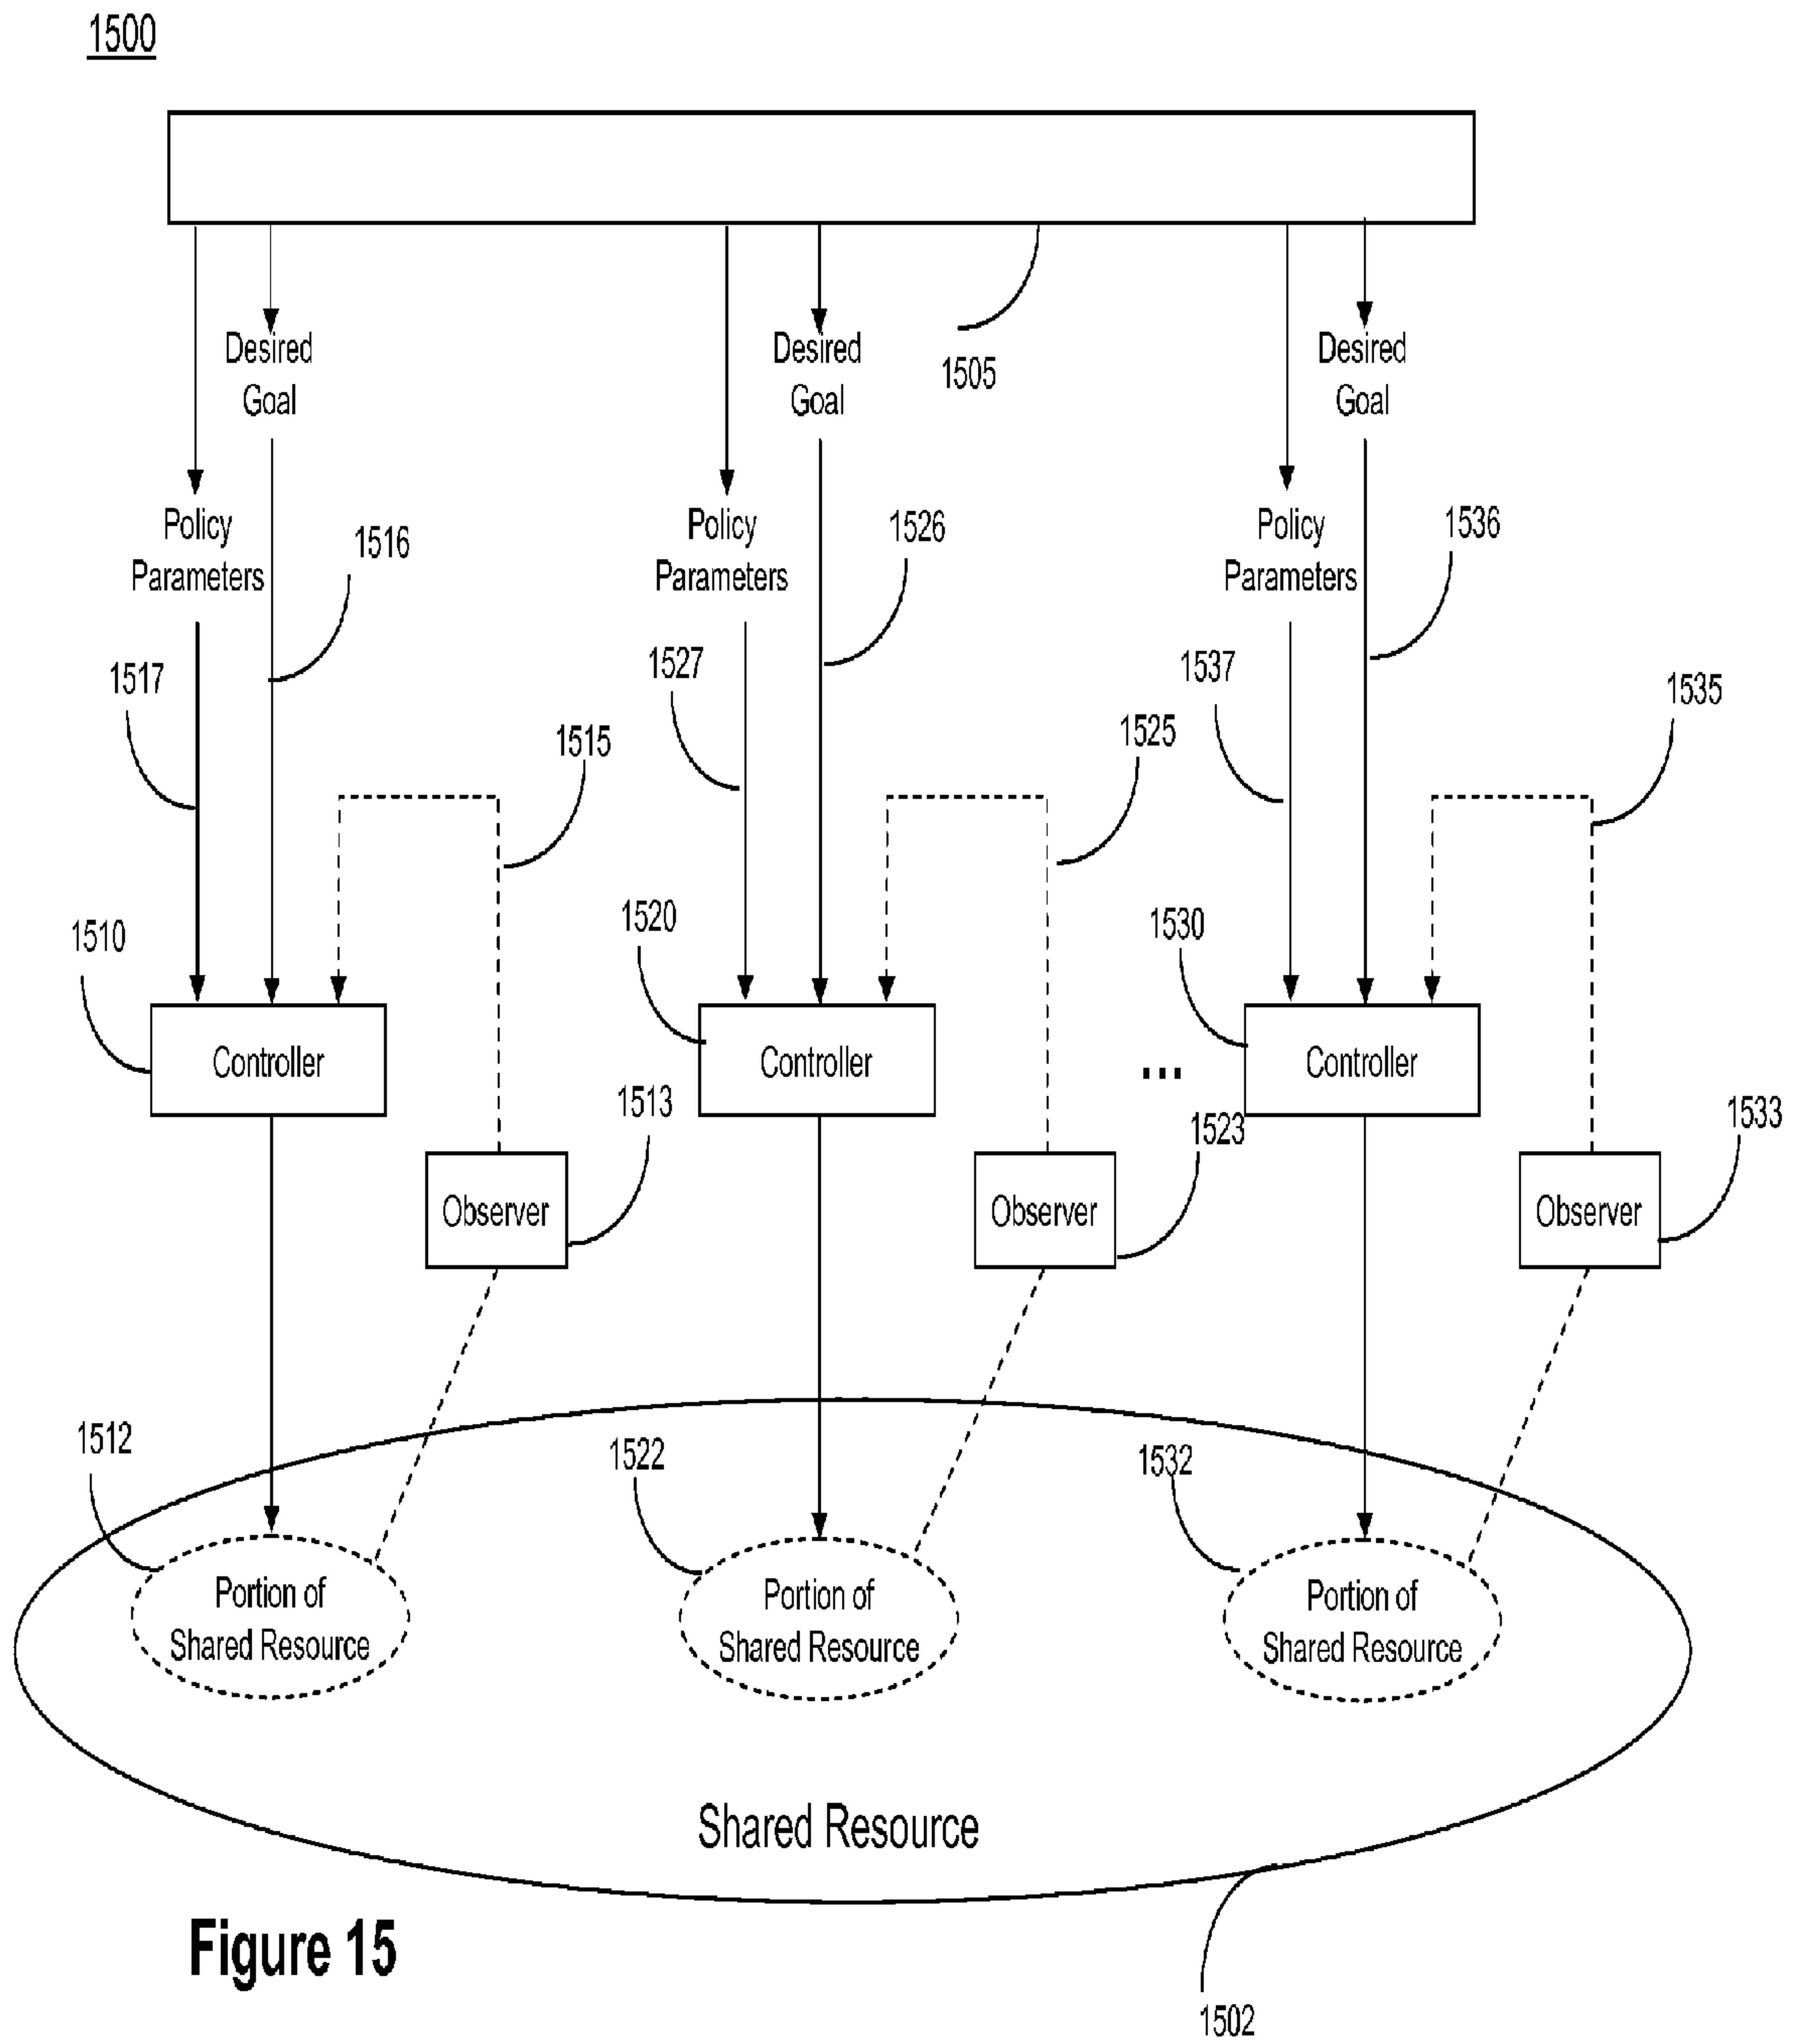 1500
Desired
Goal
Desired
Goal
1505
Desired
Goal
Policy
Parameters
1516
Policy
Parameters
1526
Policy
Parameters
1536
1517
1515
1527
1525
1537
1535
1510
1520
1530
Controller
Controller
...
Controller
1513
1523
1533
Observer
Observer
Observer
1512
1522
1532
Portion of
Shared Resource
Portion of
Shared Resource
Portion of
Shared Resource
Shared Resource
Figure 15
1502